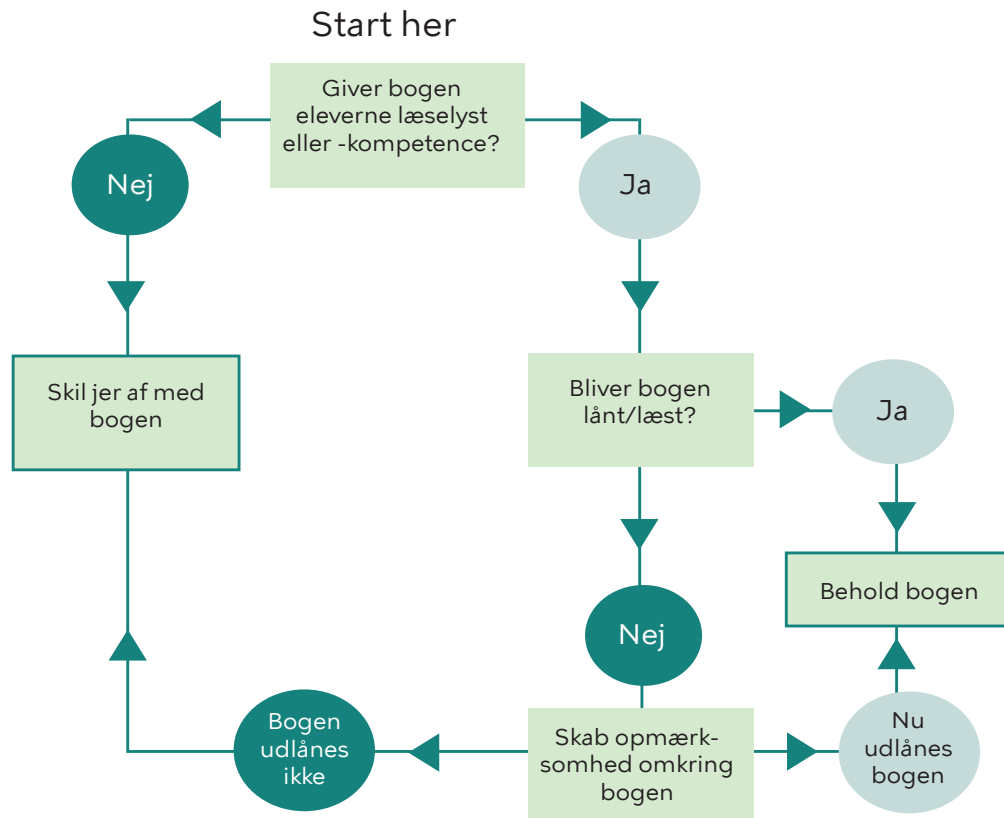 Start her
Giver bogen
eleverne læselyst
eller -kompetence?
Nej
Ja
Skil jer af med
bogen
Bliver bogen
lånt/læst?
Ja
Behold bogen
Nej
Bogen
udlånes
ikke
Skab opmærk-
somhed omkring
bogen
Nu
udlånes
bogen